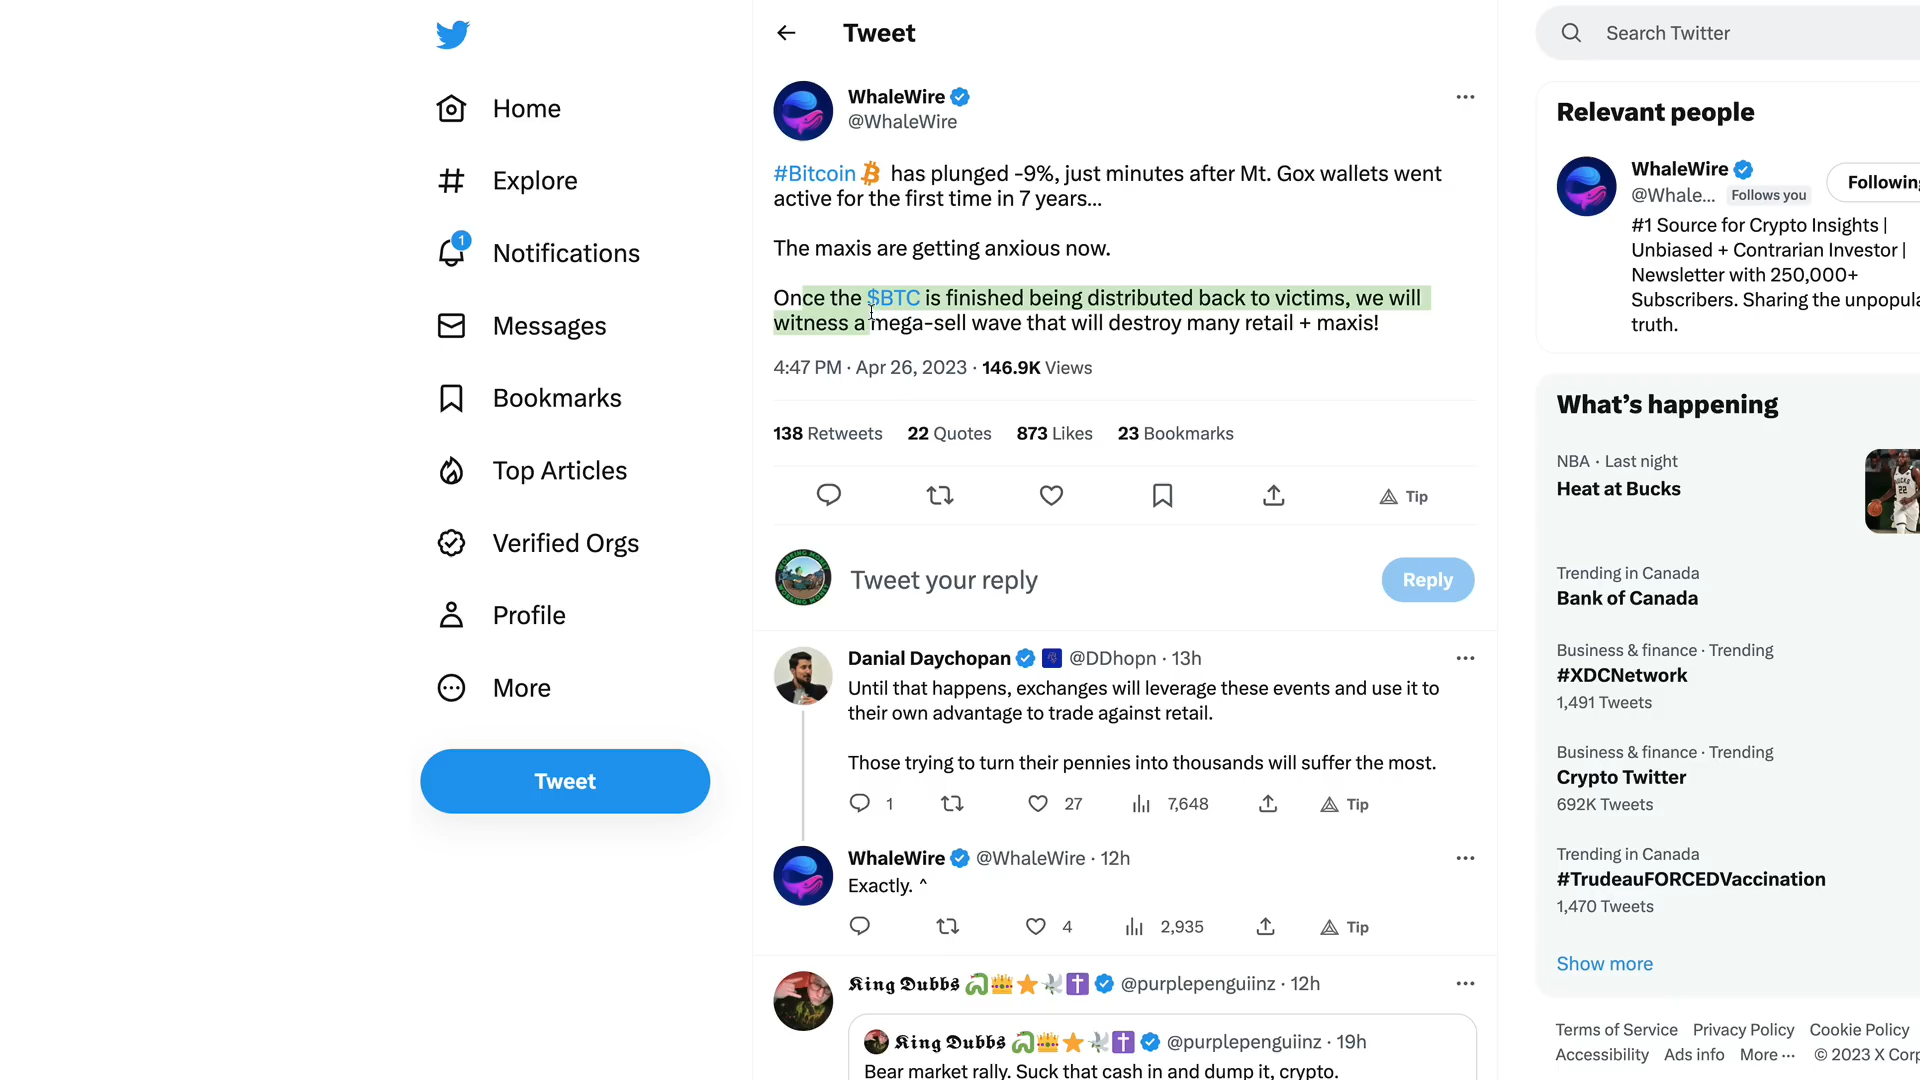 Home
Explore
1
Notifications
Messages
Bookmarks
Top Articles
Verified Orgs
Profile
More
Tweet
Tweet
WhaleWire
@WhaleWire
#Bitcoin has plunged -9%, just minutes after Mt. Gox wallets went
active for the first time in 7 years...
The maxis are getting anxious now.
Once the $BTC is finished being distributed back to victims, we will
witness a mega-sell wave that will destroy many retail + maxis!
4:47 PM · Apr 26, 2023 · 146.9K Views
138 Retweets 22 Quotes 873 Likes 23 Bookmarks
Tip
Tweet your reply
Reply
Danial Daychopan @DDhopn · 13h
Until that happens, exchanges will leverage these events and use it to
their own advantage to trade against retail.
Those trying to turn their pennies into thousands will suffer the most.
1 27 7,648 Tip
WhaleWire @WhaleWire · 12h
Exactly. ^
4 2,935 Tip
𝕶𝖎𝖓𝖌 𝕯𝖚𝖇𝖇𝖘 🐍👑⭐🕊✝ @purplepenguiinz · 12h
𝕶𝖎𝖓𝖌 𝕯𝖚𝖇𝖇𝖘 🐍👑⭐🕊✝ @purplepenguiinz · 19h
Bear market rally. Suck that cash in and dump it, crypto.
Search Twitter
Relevant people
WhaleWire
@Whale... Follows you
Following
#1 Source for Crypto Insights |
Unbiased + Contrarian Investor |
Newsletter with 250,000+
Subscribers. Sharing the unpopula
truth.
What's happening
NBA · Last night
Heat at Bucks
Trending in Canada
Bank of Canada
Business & finance · Trending
#XDCNetwork
1,491 Tweets
Business & finance · Trending
Crypto Twitter
692K Tweets
Trending in Canada
#TrudeauFORCEDVaccination
1,470 Tweets
Show more
Terms of Service Privacy Policy Cookie Policy
Accessibility Ads info More ··· © 2023 X Corp